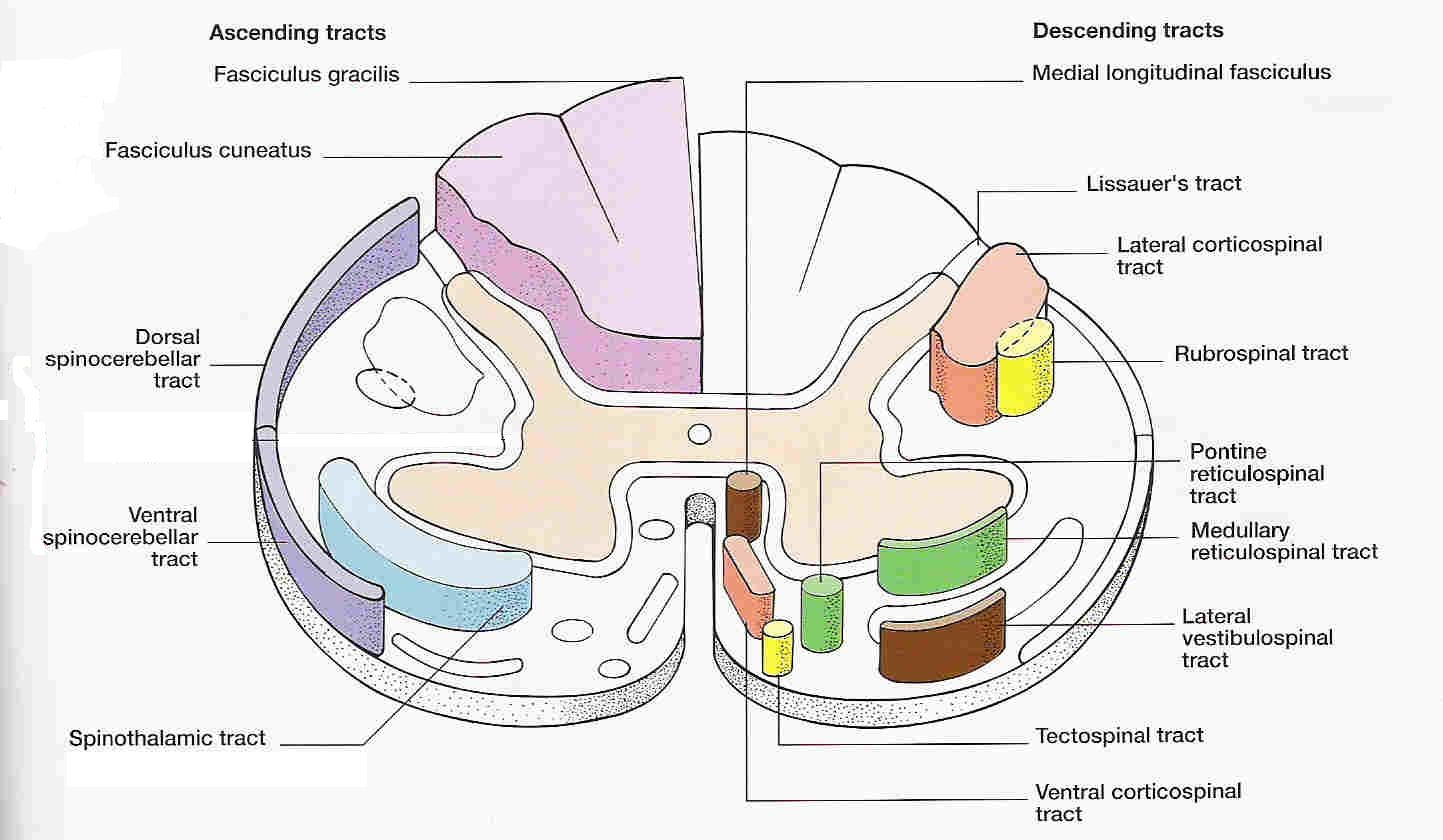 Ascending tracts
Fasciculus gracilis
Fasciculus cuneatus
Dorsal
spinocerebellar
tract
Ventral
spinocerebellar
tract
Spinothalamic tract
Descending tracts
Medial longitudinal fasciculus
Lissauer's tract
Lateral corticospinal
tract
Rubrospinal tract
Pontine
reticulospinal
tract
Medullary
reticulospinal tract
Lateral
vestibulospinal
tract
Tectospinal tract
Ventral corticospinal
tract